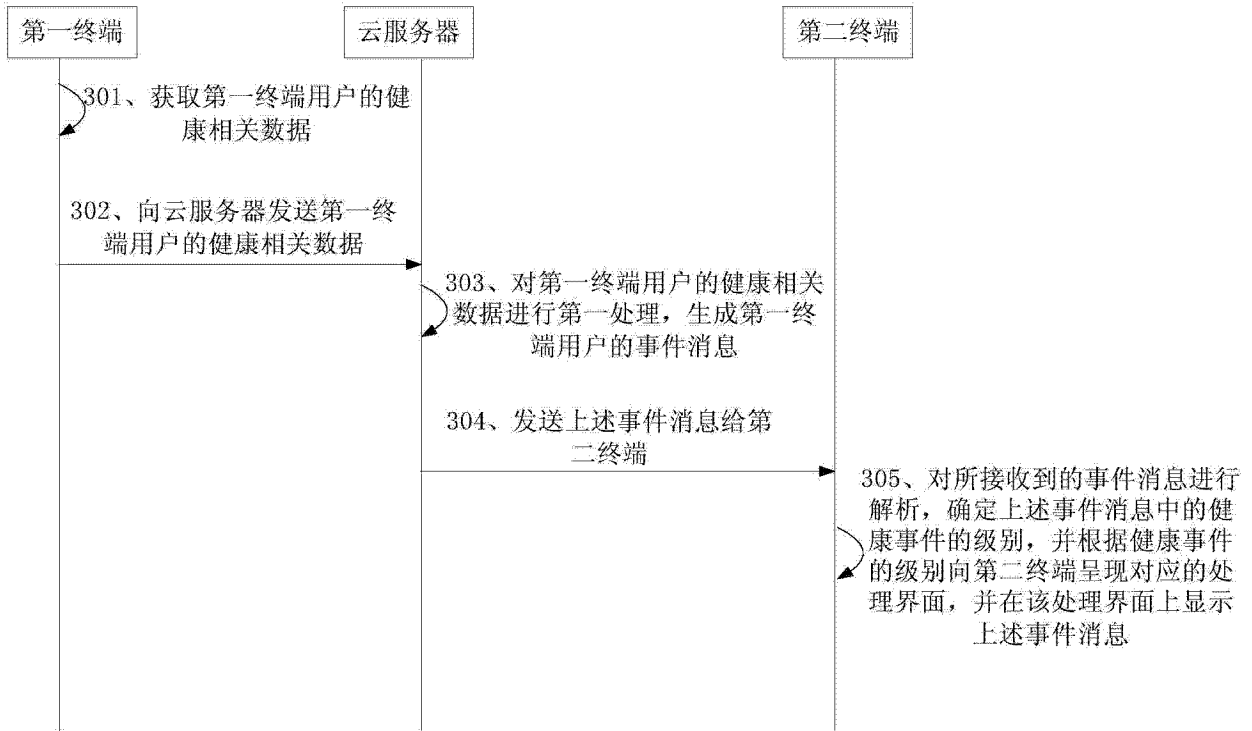 第一终端
云服务器
第二终端
301、获取第一终端用户的健
康相关数据
302、向云服务器发送第一终
端用户的健康相关数据
303、对第一终端用户的健康相关
数据进行第一处理，生成第一终
端用户的事件消息
304、发送上述事件消息给第
二终端
305、对所接收到的事件消息进行
解析，确定上述事件消息中的健
康事件的级别，并根据健康事件
的级别向第二终端呈现对应的处
理界面，并在该处理界面上显示
上述事件消息